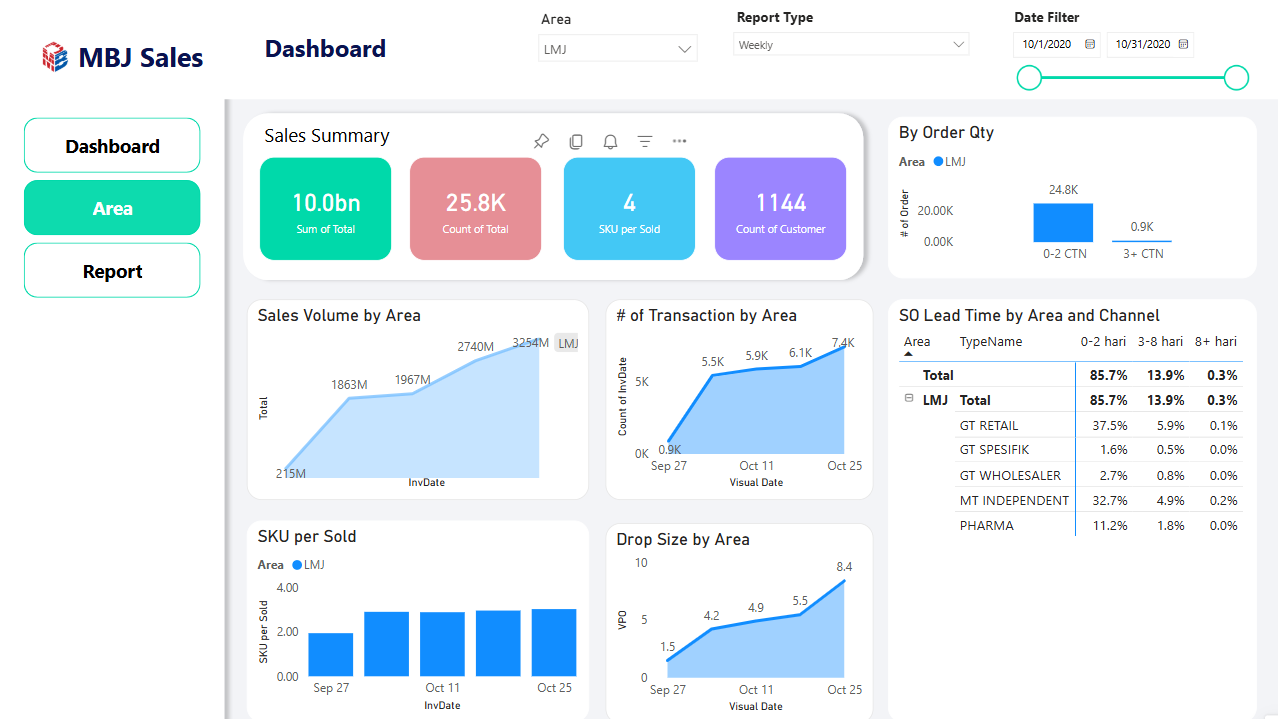 MBJ Sales
Dashboard
Area
LMJ
Report Type
Weekly
Date Filter
10/1/2020
10/31/2020
Dashboard
Area
Report
Sales Summary
10.0bn
Sum of Total
25.8K
Count of Total
4
SKU per Sold
1144
Count of Customer
By Order Qty
Area LMJ
24.8K
0.9K
20.00K
0.00K
# of Order
0-2 CTN 3+ CTN
Sales Volume by Area
215M
1863M
1967M
2740M
3254M
LMJ
Total
InvDate
# of Transaction by Area
0.9K
5.5K
5.9K
6.1K
7.4K
5K
0K
Count of InvDate
Sep 27 Oct 11 Oct 25
Visual Date
SO Lead Time by Area and Channel
Area TypeName 0-2 hari 3-8 hari 8+ hari
Total 85.7% 13.9% 0.3%
LMJ Total 85.7% 13.9% 0.3%
GT RETAIL 37.5% 5.9% 0.1%
GT SPESIFIK 1.6% 0.5% 0.0%
GT WHOLESALER 2.7% 0.8% 0.0%
MT INDEPENDENT 32.7% 4.9% 0.2%
PHARMA 11.2% 1.8% 0.0%
SKU per Sold
Area LMJ
4.00
2.00
0.00
SKU per Sold
Sep 27 Oct 11 Oct 25
InvDate
Drop Size by Area
10
5
0
VPO
1.5
4.2
4.9
5.5
8.4
Sep 27 Oct 11 Oct 25
Visual Date